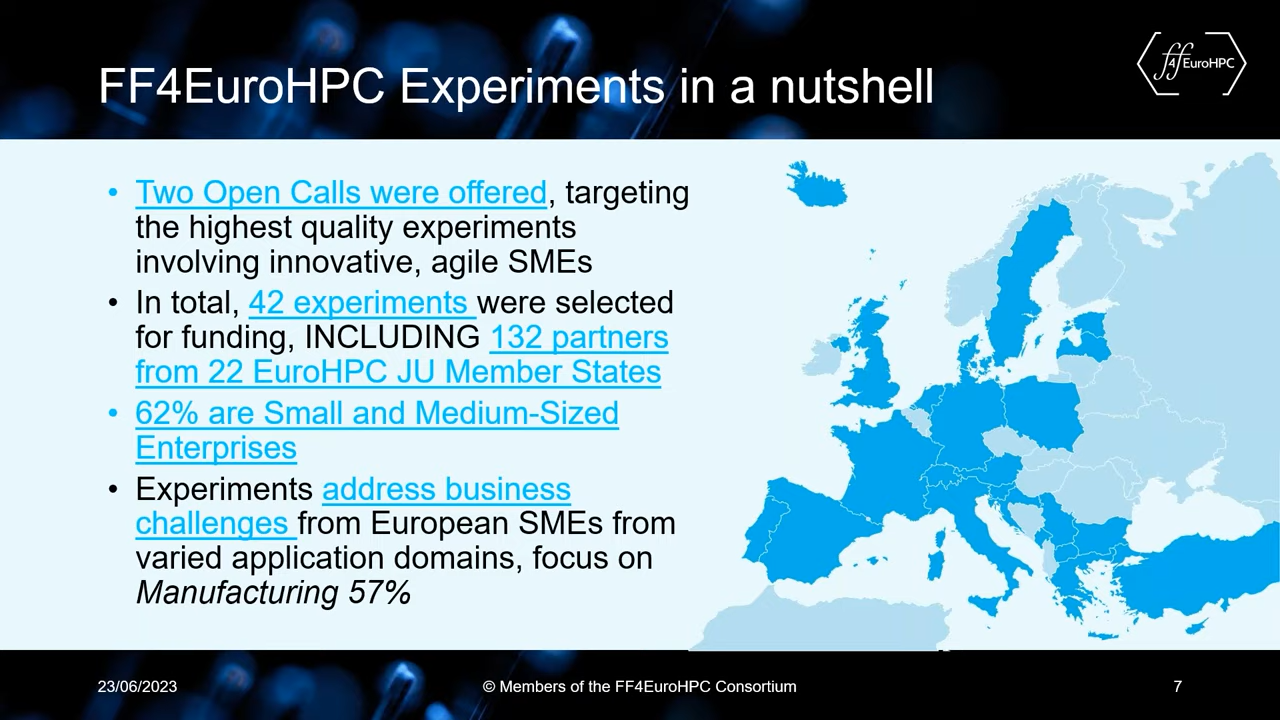 FF4EuroHPC Experiments in a nutshell
ff4EuroHPC
• Two Open Calls were offered, targeting
the highest quality experiments
involving innovative, agile SMEs
• In total, 42 experiments were selected
for funding, INCLUDING 132 partners
from 22 EuroHPC JU Member States
• 62% are Small and Medium-Sized
Enterprises
• Experiments address business
challenges from European SMEs from
varied application domains, focus on
Manufacturing 57%
23/06/2023
© Members of the FF4EuroHPC Consortium
7